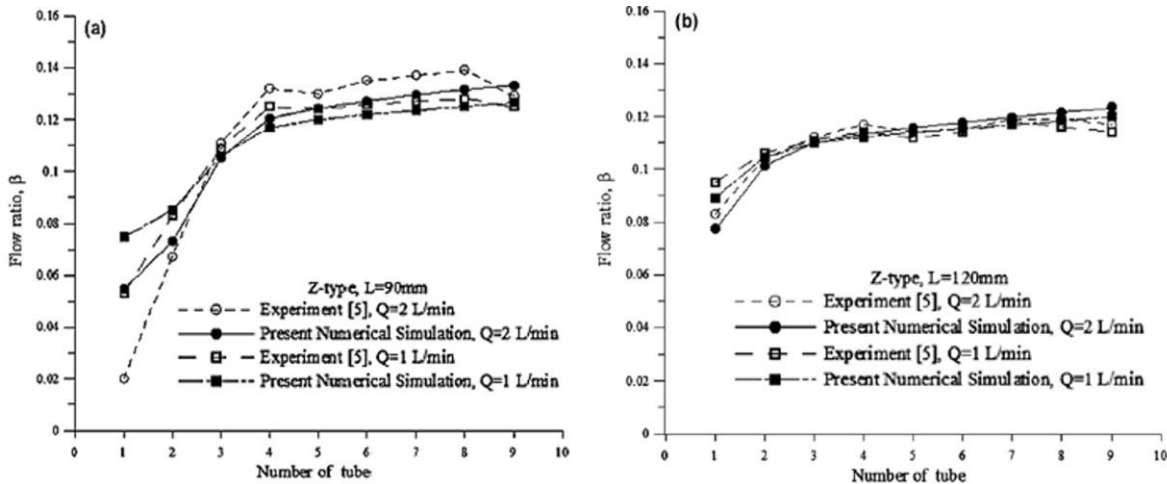 (a)
0.16
0.14
0.12
0.1
0.08
0.06
0.04
0.02
0
Flow ratio, β
Z-type, L=90mm
Experiment [5], Q=2 L/min
Present Numerical Simulation, Q=2 L/min
Experiment [5], Q=1 L/min
Present Numerical Simulation, Q=1 L/min
0 1 2 3 4 5 6 7 8 9 10
Number of tube
(b)
0.16
0.14
0.12
0.1
0.08
0.06
0.04
0.02
0
Flow ratio, β
Z-type, L=120mm
Experiment [5], Q=2 L/min
Present Numerical Simulation, Q=2 L/min
Experiment [5], Q=1 L/min
Present Numerical Simulation, Q=1 L/min
0 1 2 3 4 5 6 7 8 9 10
Number of tube